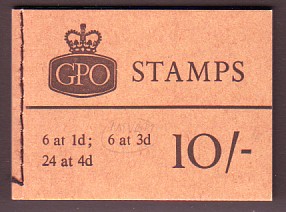 GPO STAMPS
6 at 1d; 6 at 3d
24 at 4d
10/-